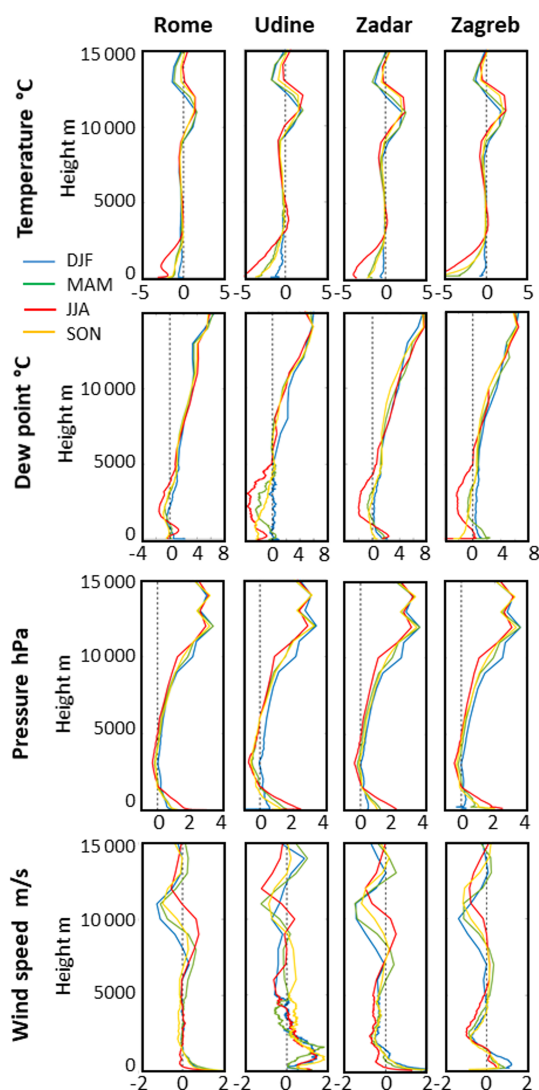 Rome Udine Zadar Zagreb
Temperature °C
Height m
15 000
10 000
5000
0
-5 0 5 -5 0 5 -5 0 5 -5 0 5
DJF
MAM
JJA
SON
Dew point °C
Height m
10 000
5000
0
-4 0 4 8 -4 0 4 8 -4 0 4 8 -4 0 4 8
Pressure hPa
Height m
15 000
10 000
5000
0
0 2 4 0 2 4 0 2 4 0 2 4
Wind speed m/s
Height m
15 000
10 000
5000
0
-2 0 2 -2 0 2 -2 0 2 -2 0 2